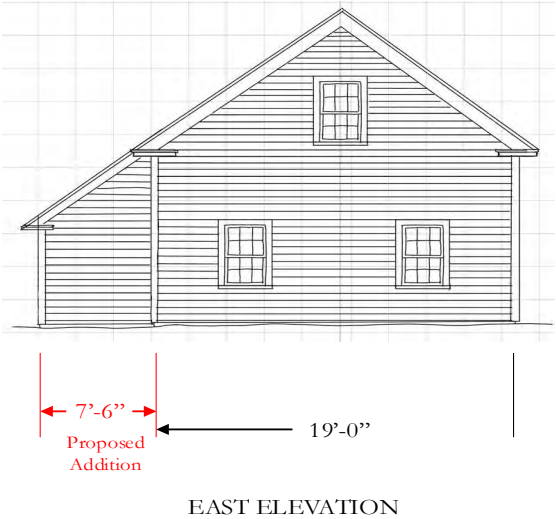 7’-6”
Proposed
Addition
19’-0”
EAST ELEVATION